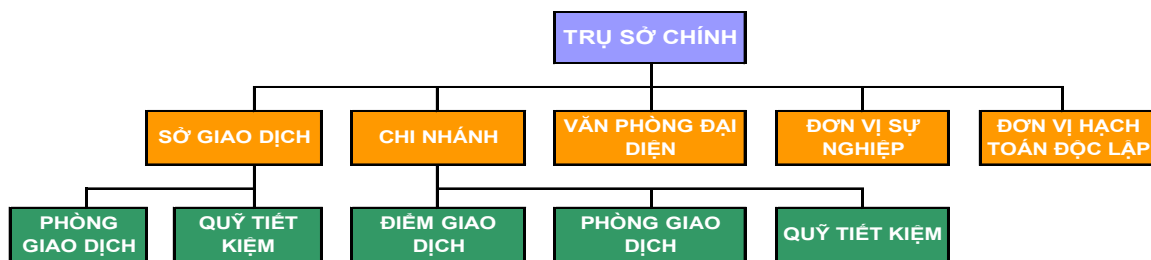 TRỤ SỞ CHÍNH
SỞ GIAO DỊCH
CHI NHÁNH
VĂN PHÒNG ĐẠI
DIỆN
ĐƠN VỊ SỰ
NGHIỆP
ĐƠN VỊ HẠCH
TOÁN ĐỘC LẬP
PHÒNG
GIAO DỊCH
QUỸ TIẾT
KIỆM
ĐIỂM GIAO
DỊCH
PHÒNG GIAO
DỊCH
QUỸ TIẾT KIỆM